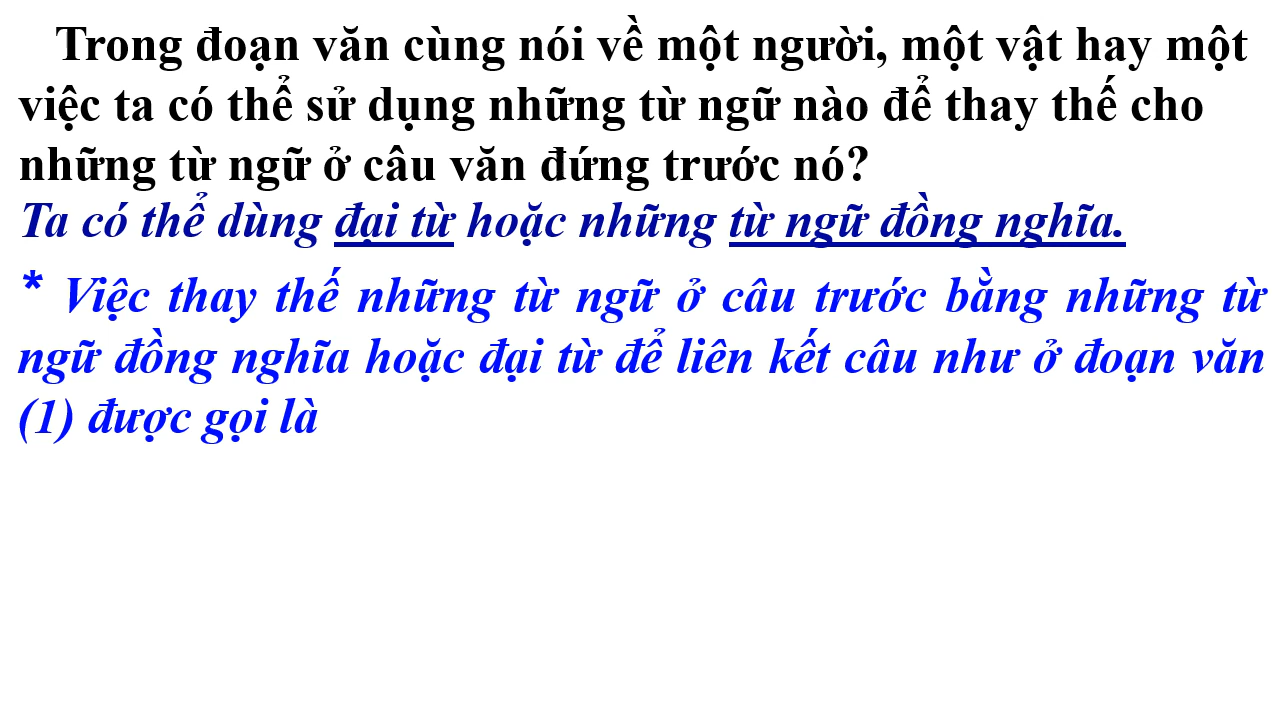 Trong đoạn văn cùng nói về một người, một vật hay một
việc ta có thể sử dụng những từ ngữ nào để thay thế cho
những từ ngữ ở câu văn đứng trước nó?
Ta có thể dùng đại từ hoặc những từ ngữ đồng nghĩa.
* Việc thay thế những từ ngữ ở câu trước bằng những từ
ngữ đồng nghĩa hoặc đại từ để liên kết câu như ở đoạn văn
(1) được gọi là